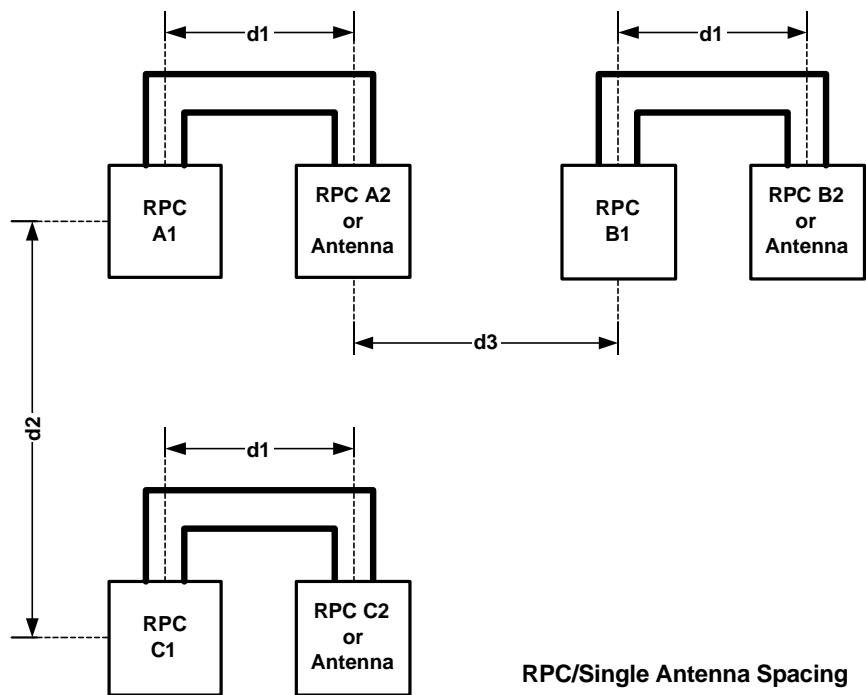 d1
d1
RPC
A1
RPC A2
or
Antenna
RPC
B1
RPC B2
or
Antenna
d3
d2
d1
RPC
C1
RPC C2
or
Antenna
RPC/Single Antenna Spacing